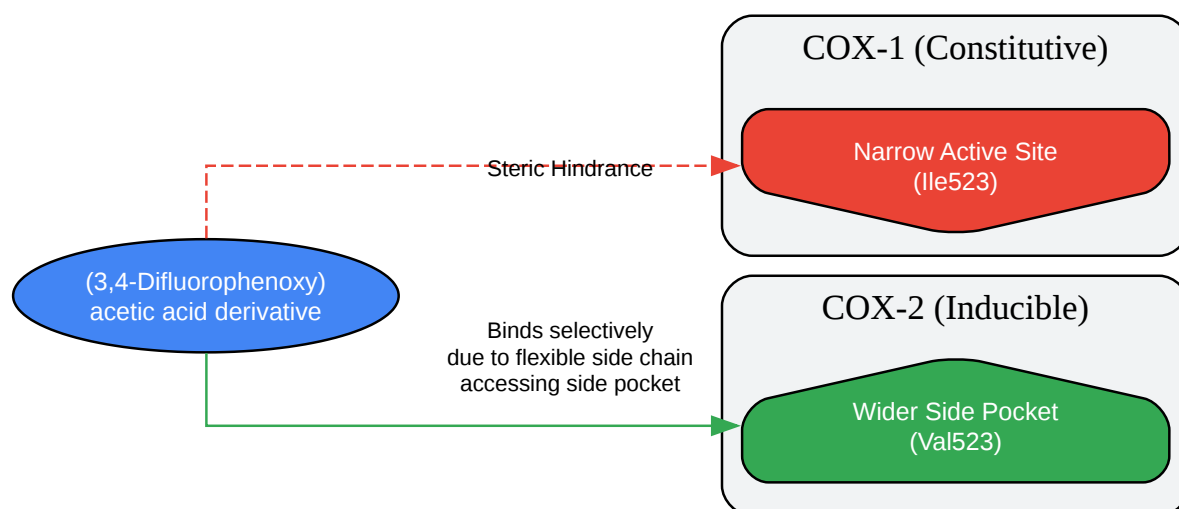 COX-1 (Constitutive)
Narrow Active Site
(Ile523)
Steric Hindrance
(3,4-Difluorophenoxy)
acetic acid derivative
COX-2 (Inducible)
Binds selectively
due to flexible side chain
accessing side pocket
Wider Side Pocket
(Val523)